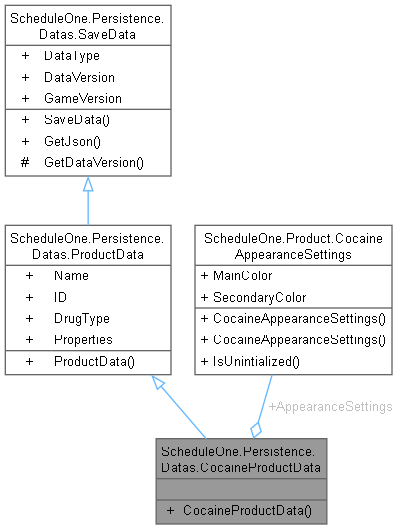 ScheduleOne.Persistence.
Datas.SaveData
+ DataType
+ DataVersion
+ GameVersion
+ SaveData()
+ GetJson()
# GetDataVersion()
ScheduleOne.Persistence.
Datas.ProductData
+ Name
+ ID
+ DrugType
+ Properties
+ ProductData()
ScheduleOne.Product.Cocaine
AppearanceSettings
+ MainColor
+ SecondaryColor
+ CocaineAppearanceSettings()
+ CocaineAppearanceSettings()
+ IsUnintialized()
+AppearanceSettings
ScheduleOne.Persistence.
Datas.CocaineProductData
+ CocaineProductData()